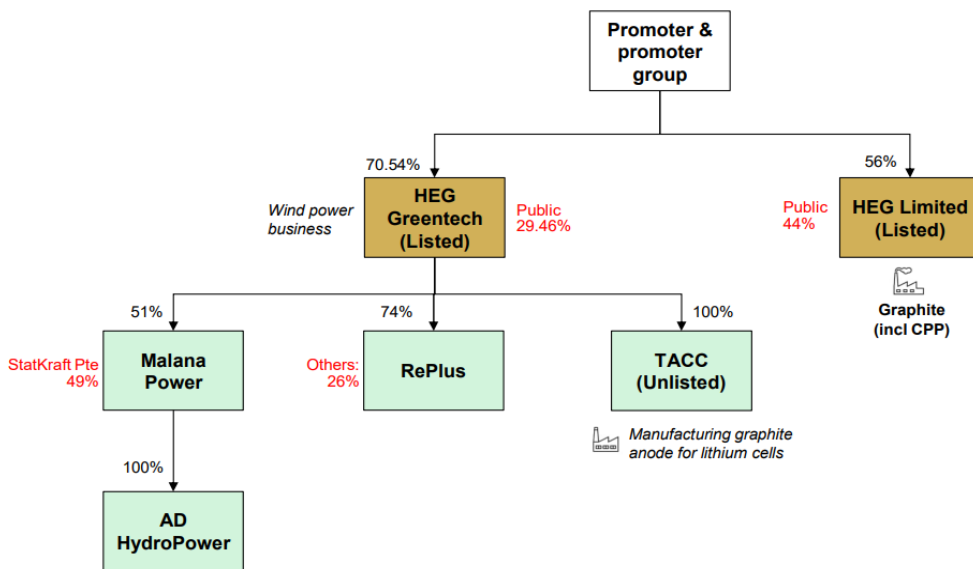 Promoter &
promoter
group
70.54%
56%
Wind power
business
HEG
Greentech
(Listed)
Public
29.46%
Public
44%
HEG Limited
(Listed)
Graphite
(incl CPP)
51%
74%
100%
StatKraft Pte
49%
Malana
Power
Others:
26%
RePlus
TACC
(Unlisted)
Manufacturing graphite
anode for lithium cells
100%
AD
HydroPower